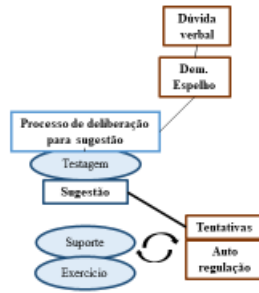 Dúvida
verbal
Dem.
Espelho
Processo de deliberação
para sugestão
Testagem
Sugestão
Tentativas
Suporte
Auto
regulação
Exercício